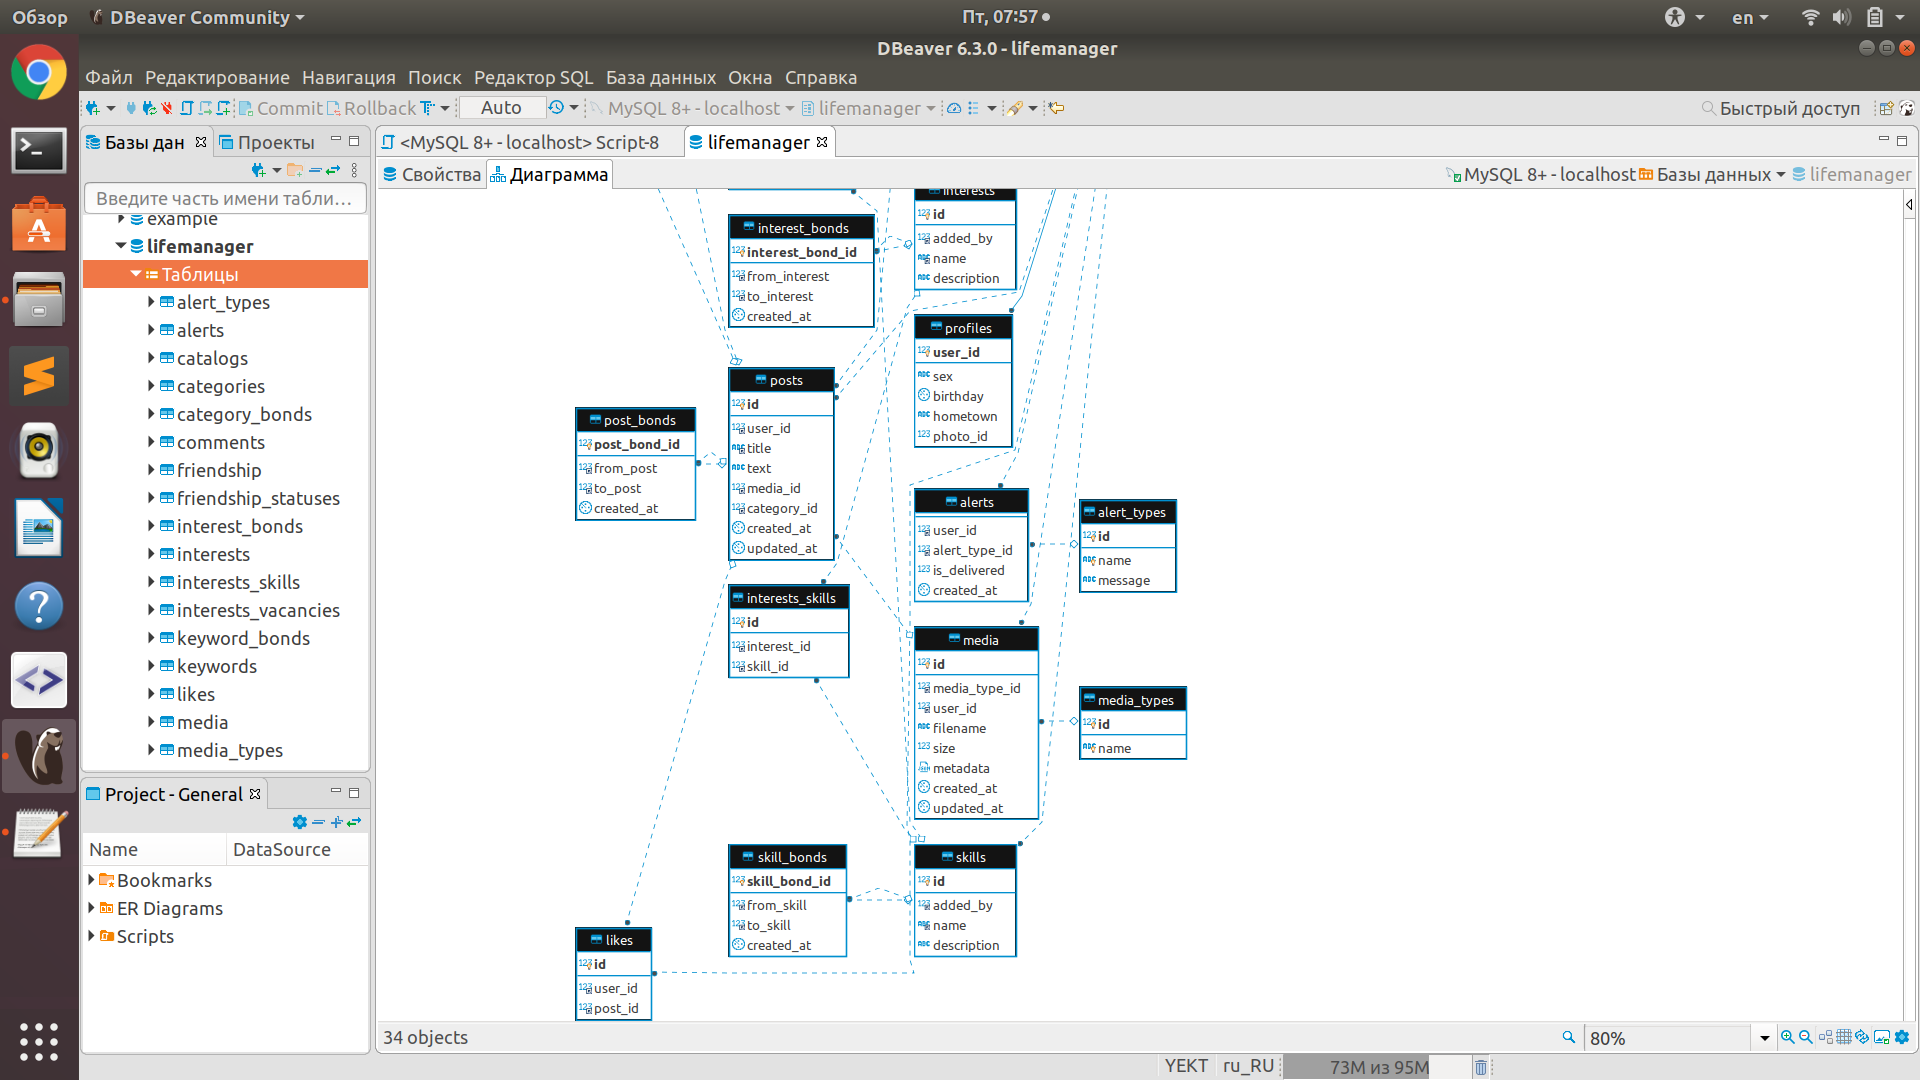 Обзор
DBeaver Community
Пт, 07:57
en
DBeaver 6.3.0 - lifemanager
Файл Редактирование Навигация Поиск Редактор SQL База данных Окна Справка
Commit Rollback Auto MySQL 8+ - localhost lifemanager Быстрый доступ
Базы дан Проекты
<MySQL 8+ - localhost> Script-8 lifemanager
Свойства Диаграмма MySQL 8+ - localhost Базы данных lifemanager
Введите часть имени табли...
example
lifemanager
Таблицы
alert_types
alerts
catalogs
categories
category_bonds
comments
friendship
friendship_statuses
interest_bonds
interests
interests_skills
interests_vacancies
keyword_bonds
keywords
likes
media
media_types
Project - General
Name DataSource
Bookmarks
ER Diagrams
Scripts
interest_bonds
interest_bond_id
from_interest
to_interest
created_at
interests
id
added_by
name
description
profiles
user_id
sex
birthday
hometown
photo_id
posts
id
user_id
title
text
media_id
category_id
created_at
updated_at
post_bonds
post_bond_id
from_post
to_post
created_at
alerts
user_id
alert_type_id
is_delivered
created_at
alert_types
id
name
message
interests_skills
id
interest_id
skill_id
media
id
media_type_id
user_id
filename
size
metadata
created_at
updated_at
media_types
id
name
skill_bonds
skill_bond_id
from_skill
to_skill
created_at
skills
id
added_by
name
description
likes
id
user_id
post_id
34 objects
80%
YEKT ru_RU 73M из 95M